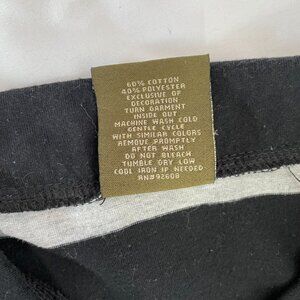 60% COTTON
40% POLYESTER
EXCLUSIVE OF
DECORATION
TURN GARMENT
INSIDE OUT
MACHINE WASH COLD
GENTLE CYCLE
WITH SIMILAR COLORS
REMOVE PROMPTLY
AFTER WASH
DO NOT BLEACH
TUMBLE DRY LOW
COOL IRON IF NEEDED
RN#92600